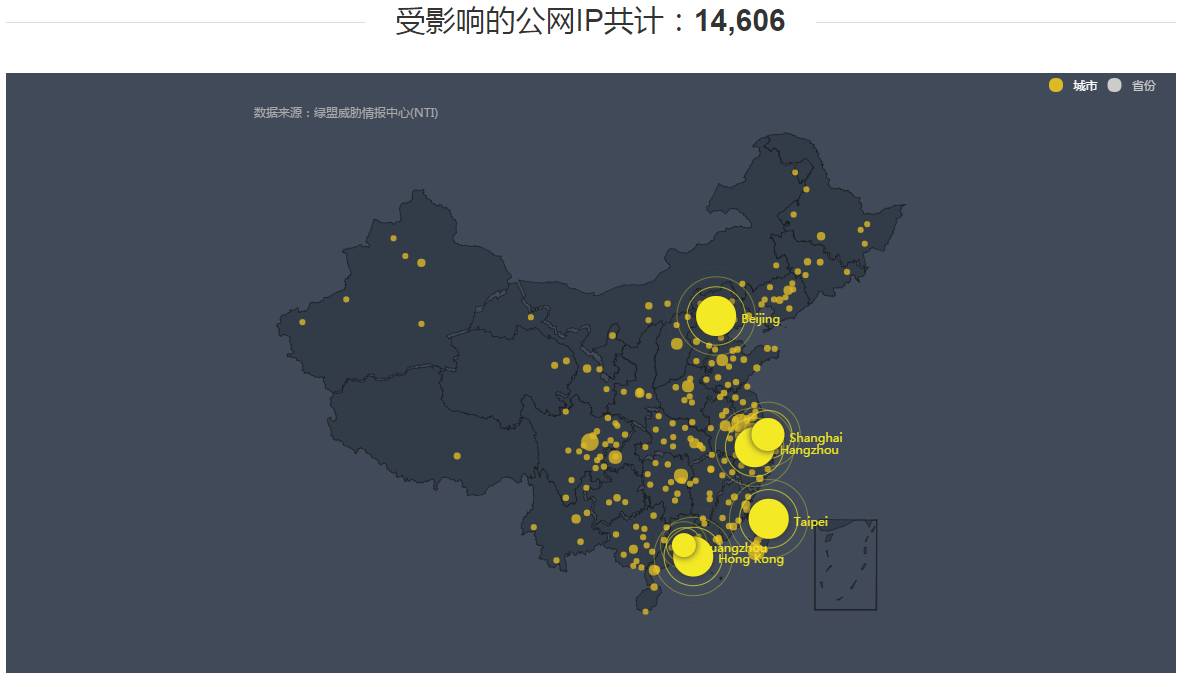 受影响的公网IP共计：14,606
城市 省份
数据来源：绿盟威胁情报中心(NTI)
Beijing
Shanghai
Hangzhou
Taipei
uangzhou
Hong Kong